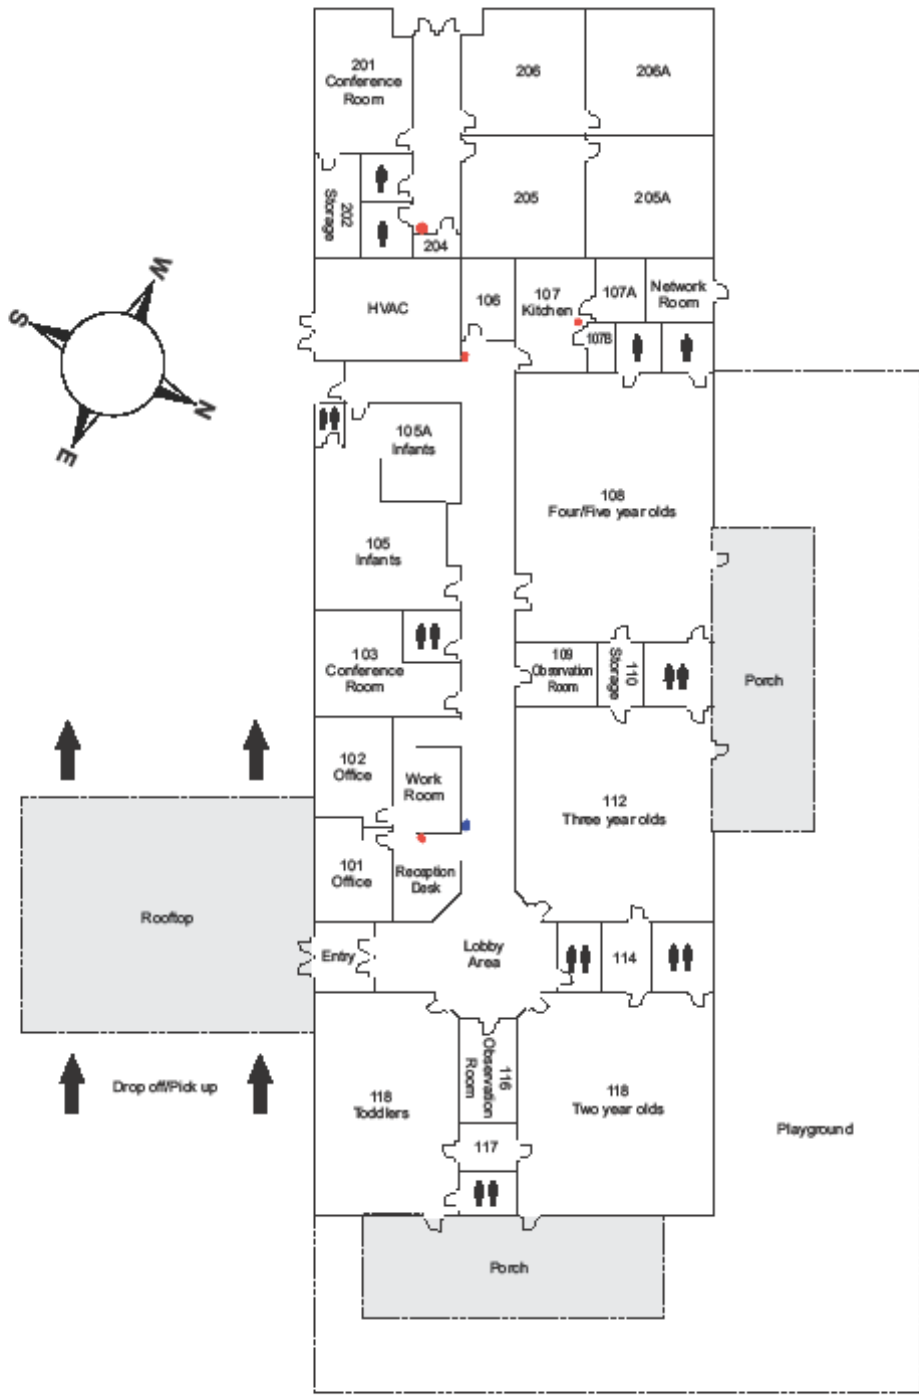 201
Conference
Room
206
206A
202
Storage
205
205A
204
HVAC
106
107
Kitchen
107A
Network
Room
107B
W
S
N
E
105A
Infants
108
Four/Five year olds
105
Infants
103
Conference
Room
109
Observation
Room
110
Storage
Porch
102
Office
Work
Room
112
Three year olds
101
Office
Reception
Desk
Rooftop
Entry
Lobby
Area
114
116
Observation
Room
Drop off/Pick up
118
Toddlers
118
Two year olds
117
Playground
Porch